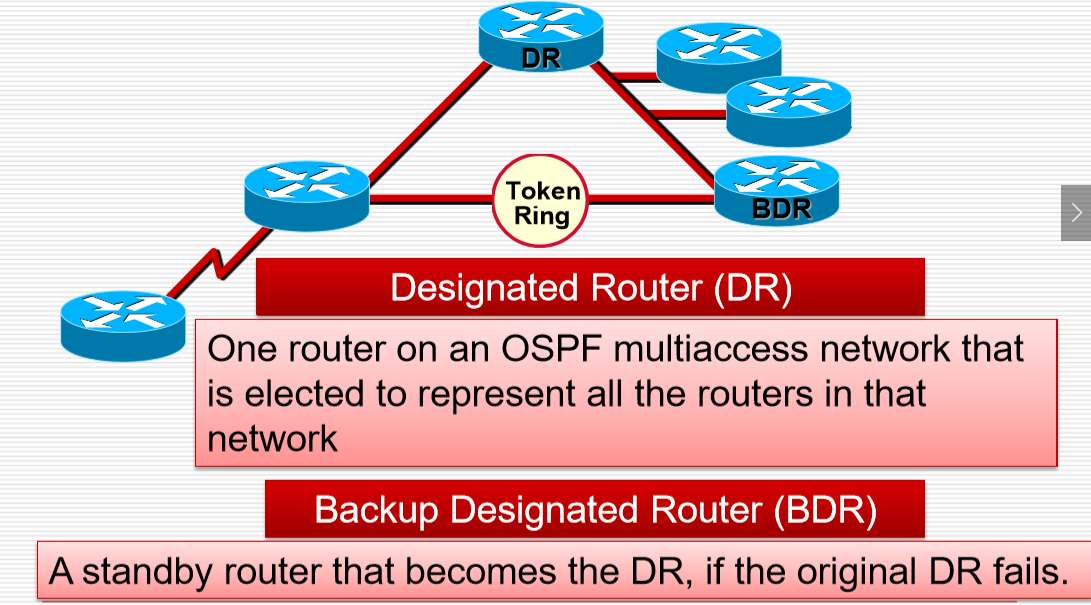 DR
Token
Ring
BDR
Designated Router (DR)
One router on an OSPF multiaccess network that
is elected to represent all the routers in that
network
Backup Designated Router (BDR)
A standby router that becomes the DR, if the original DR fails.